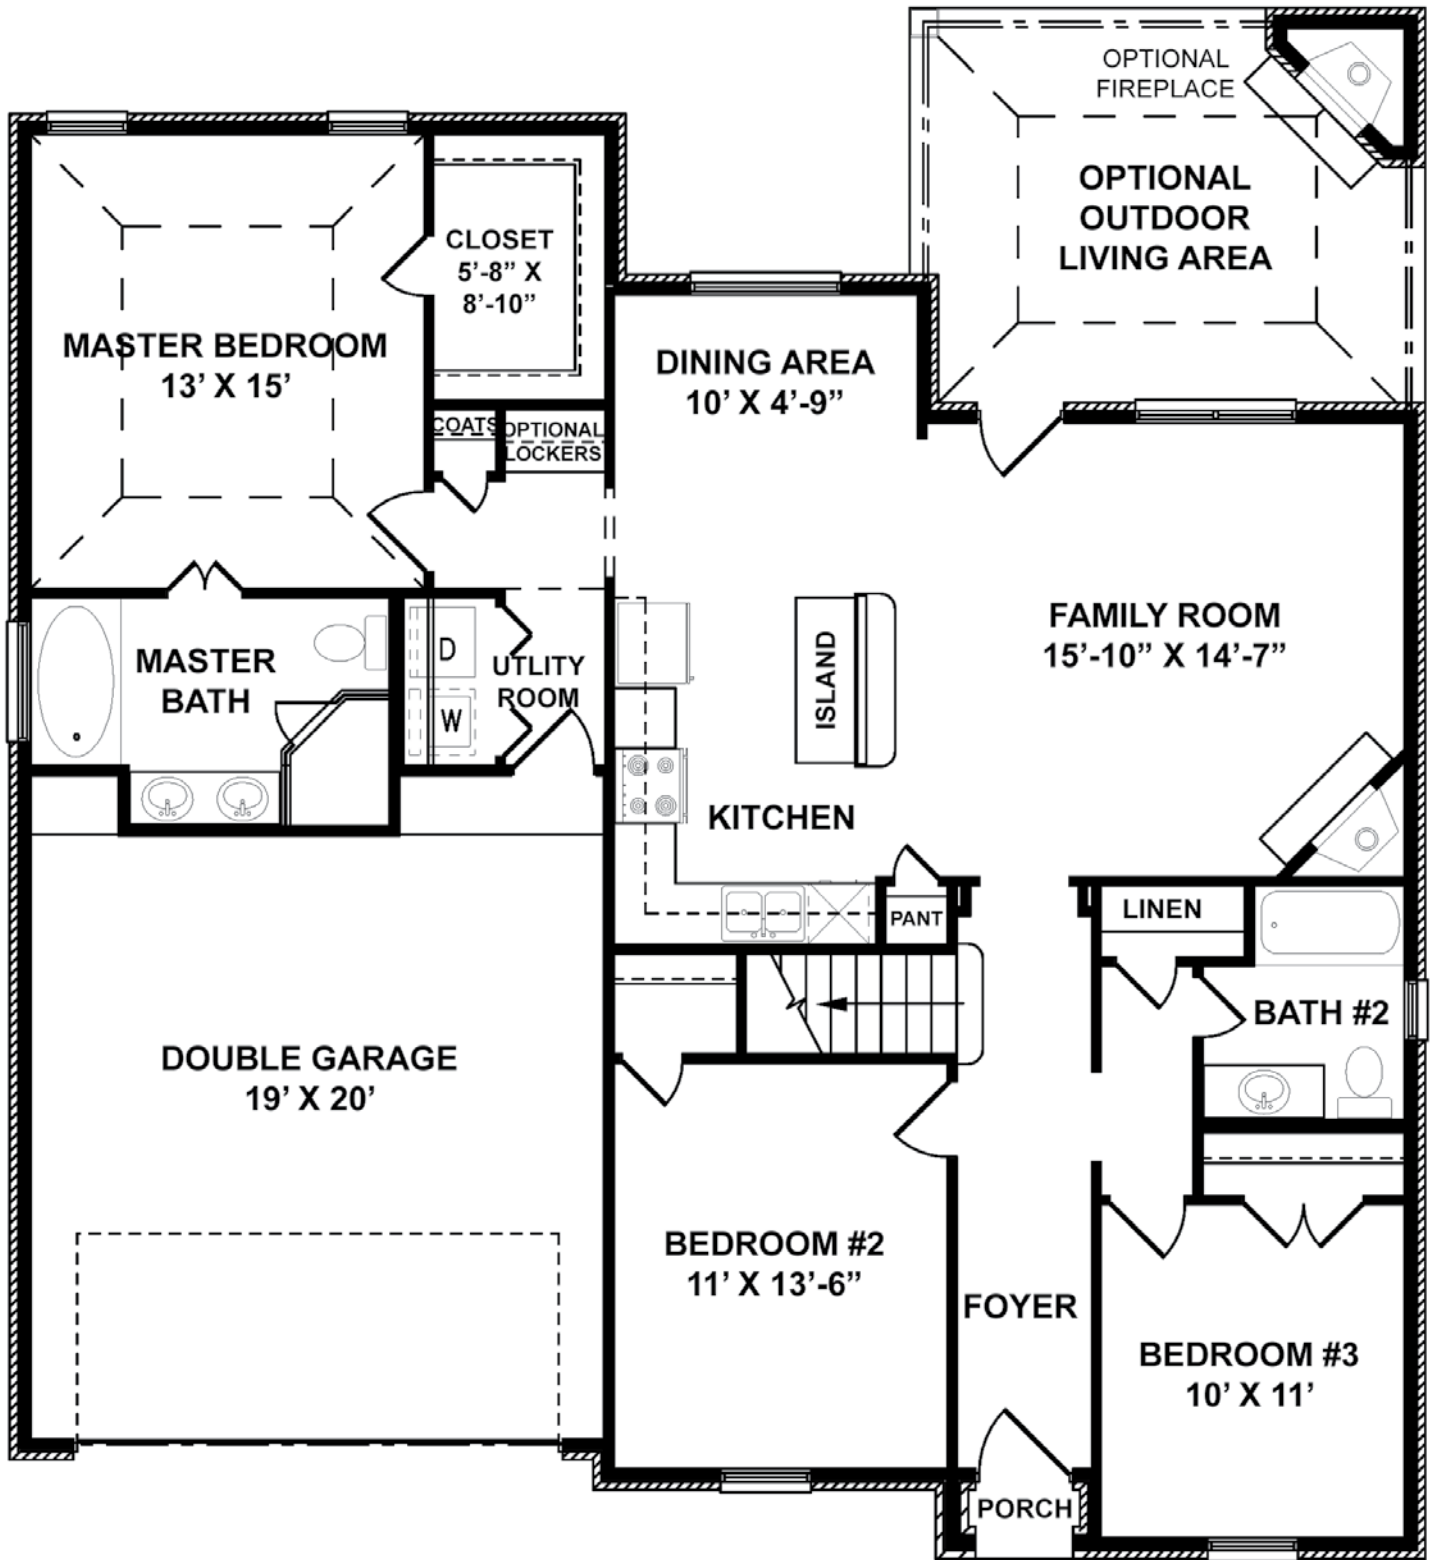 OPTIONAL
FIREPLACE
OPTIONAL
OUTDOOR
LIVING AREA
CLOSET
5'-8” X
8'-10”
MASTER BEDROOM
13’ X 15’
DINING AREA
10’ X 4’-9”
COATS
OPTIONAL
LOCKERS
FAMILY ROOM
15’-10” X 14’-7”
MASTER
BATH
D
UTLITY
ROOM
W
ISLAND
KITCHEN
PANT
LINEN
BATH #2
DOUBLE GARAGE
19’ X 20’
BEDROOM #2
11’ X 13’-6”
FOYER
BEDROOM #3
10’ X 11’
PORCH